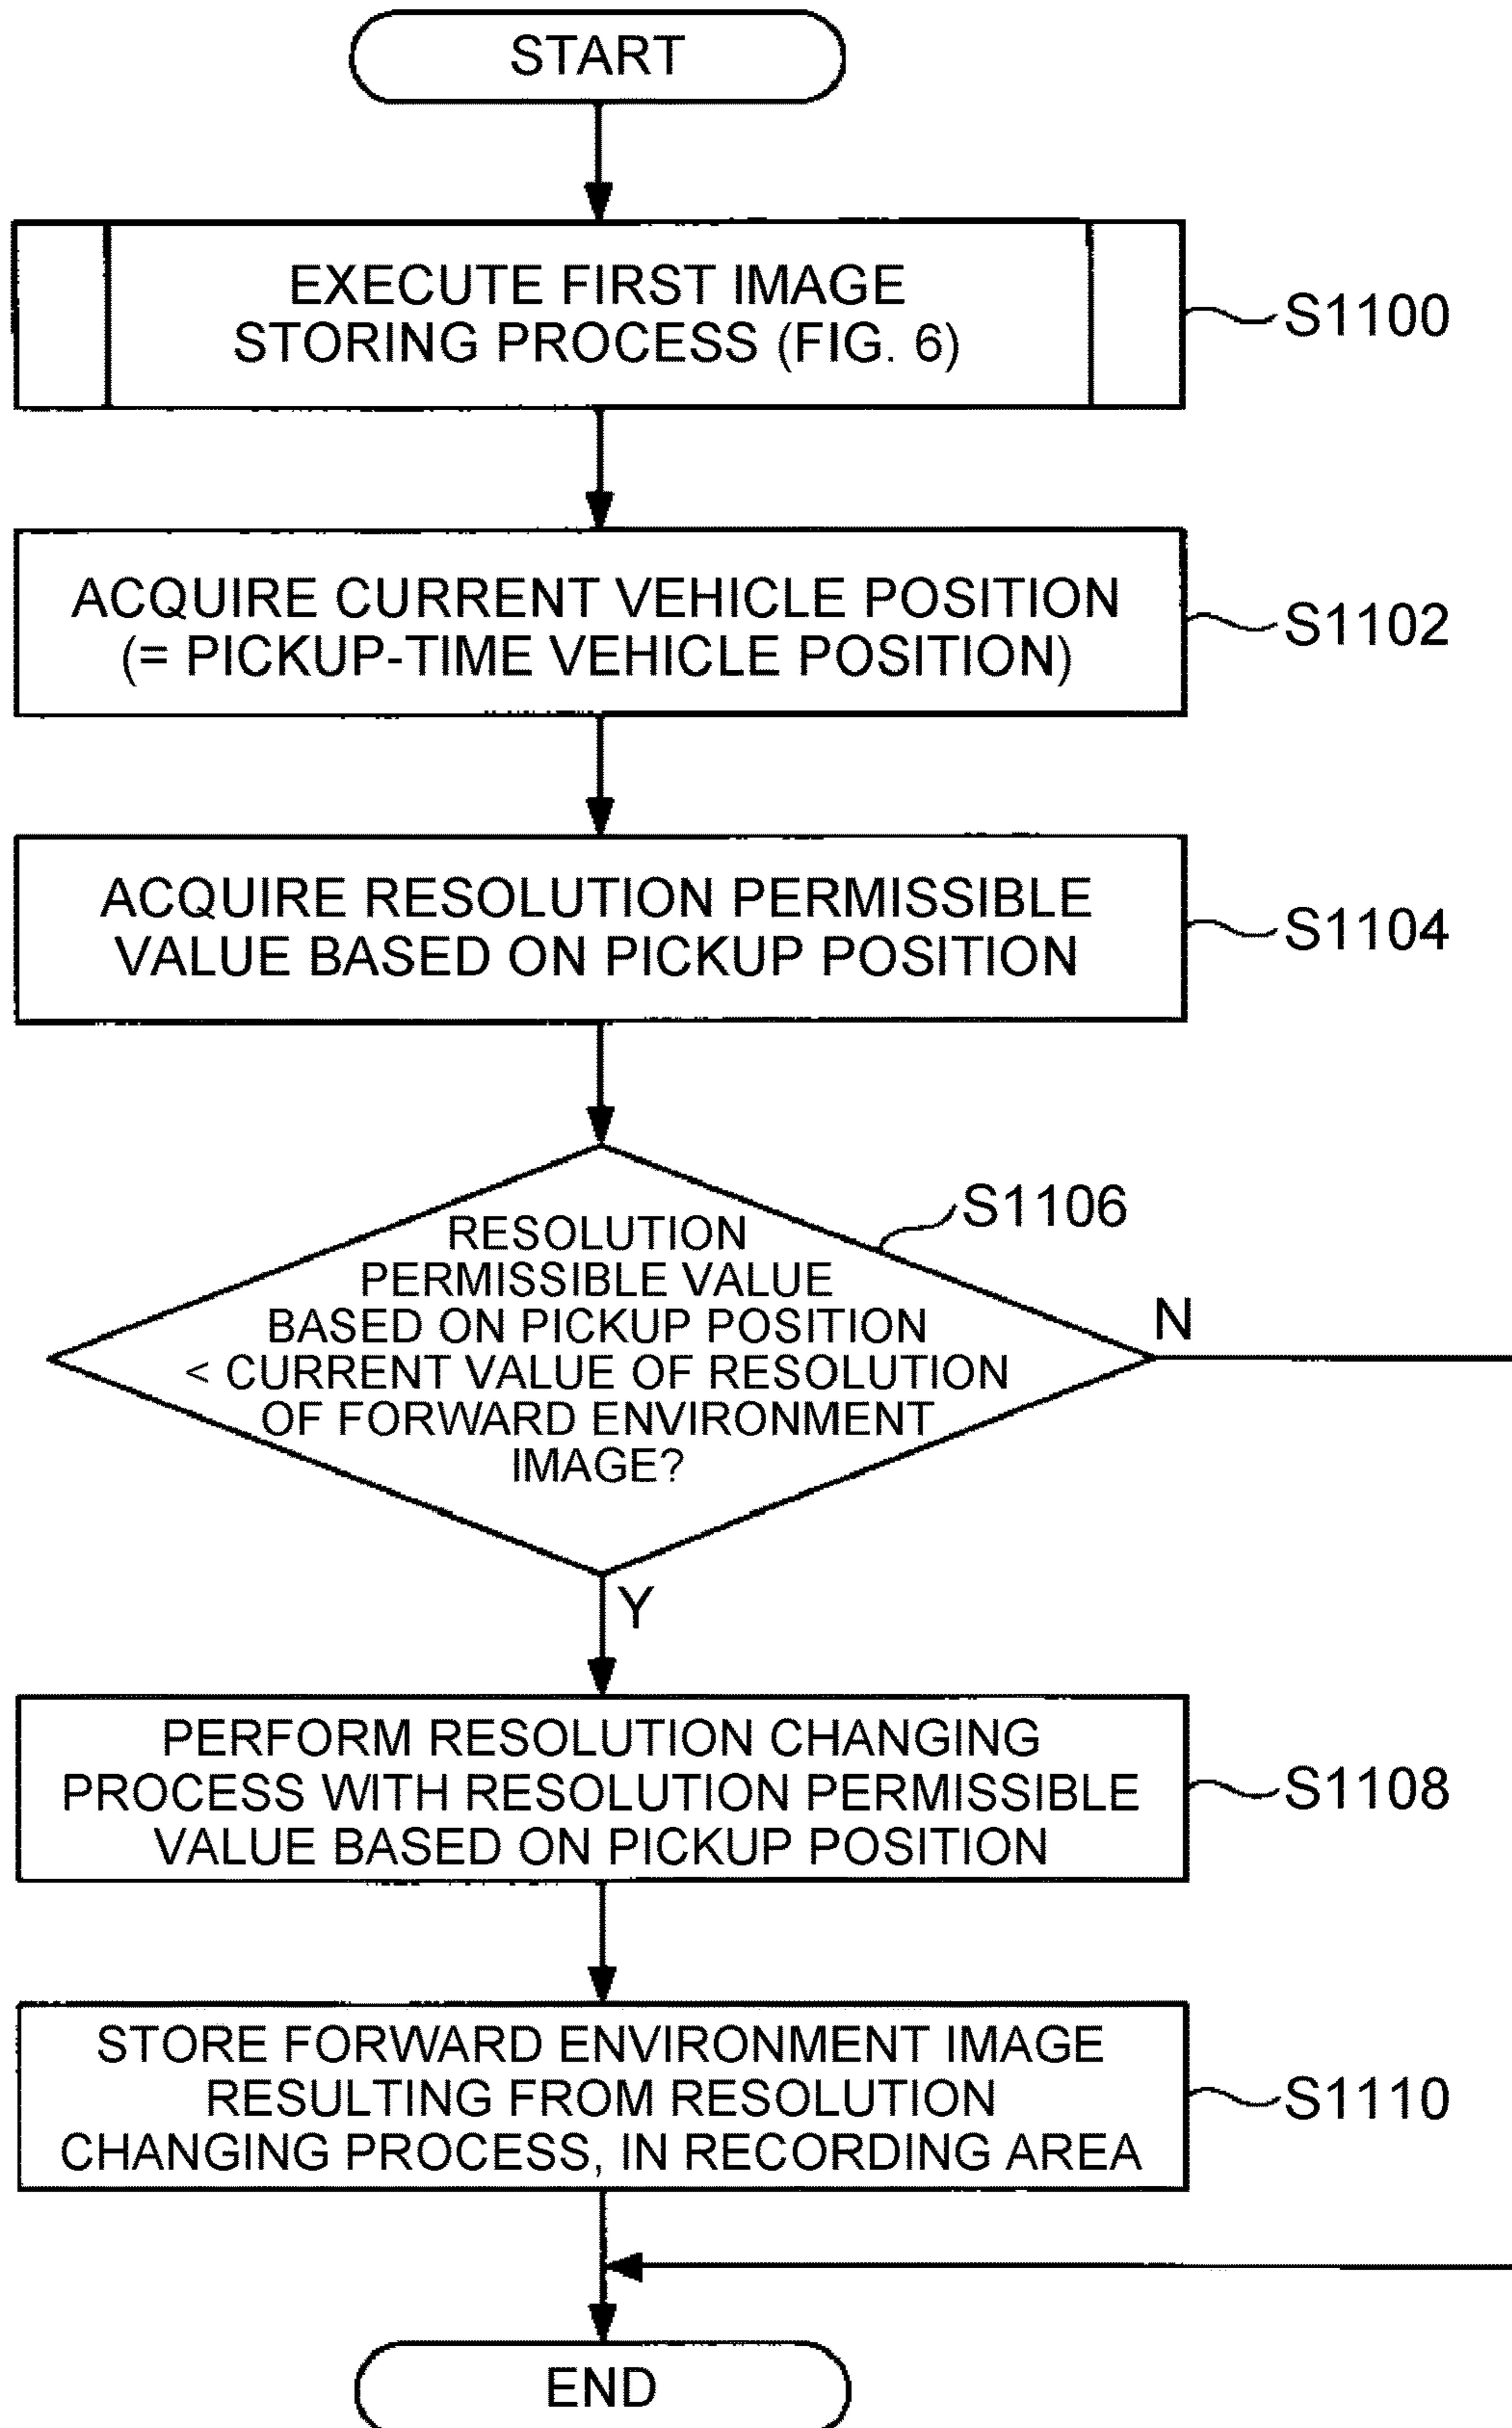 START
EXECUTE FIRST IMAGE
STORING PROCESS (FIG. 6)
S1100
ACQUIRE CURRENT VEHICLE POSITION
(= PICKUP-TIME VEHICLE POSITION)
S1102
ACQUIRE RESOLUTION PERMISSIBLE
VALUE BASED ON PICKUP POSITION
S1104
S1106
RESOLUTION
PERMISSIBLE VALUE
BASED ON PICKUP POSITION
< CURRENT VALUE OF RESOLUTION
OF FORWARD ENVIRONMENT
IMAGE?
N
Y
PERFORM RESOLUTION CHANGING
PROCESS WITH RESOLUTION PERMISSIBLE
VALUE BASED ON PICKUP POSITION
S1108
STORE FORWARD ENVIRONMENT IMAGE
RESULTING FROM RESOLUTION
CHANGING PROCESS, IN RECORDING AREA
S1110
END